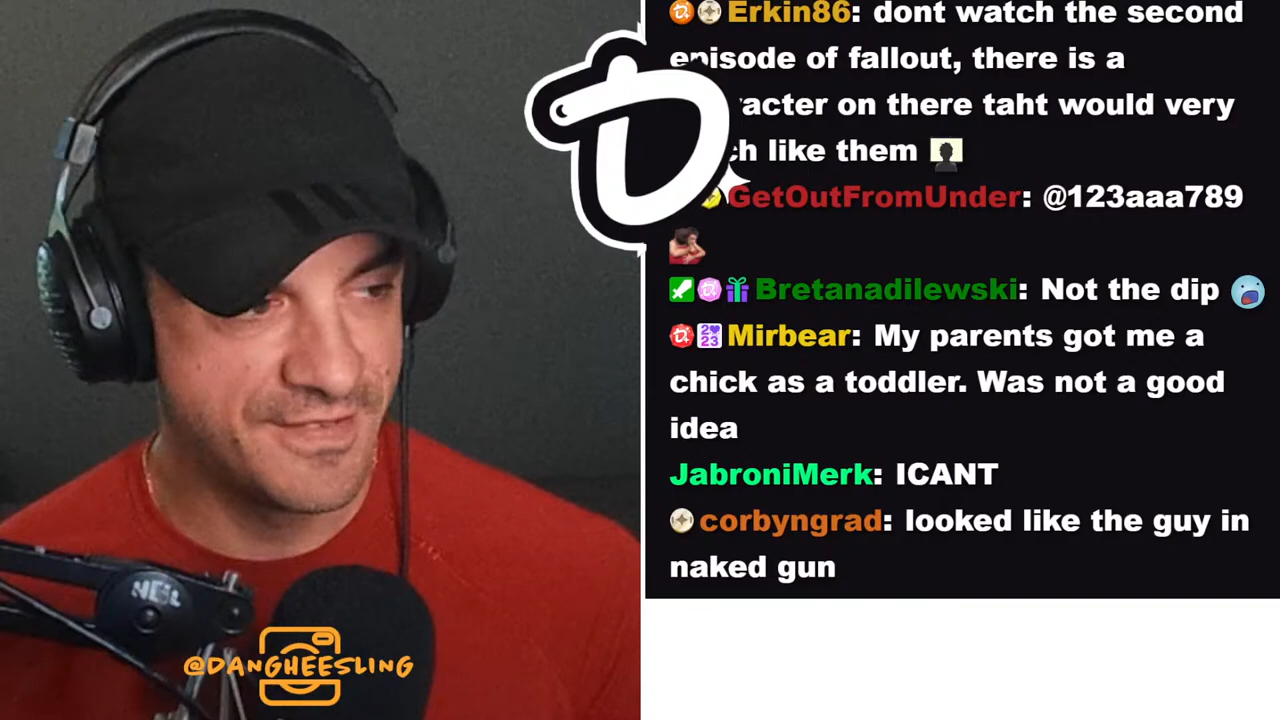 Erkin86: dont watch the second
episode of fallout, there is a
racter on there taht would very
ch like them
GetOutFromUnder: @123aaa789
Bretanadilewski: Not the dip
Mirbear: My parents got me a
chick as a toddler. Was not a good
idea
JabroniMerk: ICANT
corbyngrad: looked like the guy in
naked gun
D
NEIL
@DANGHEESLING